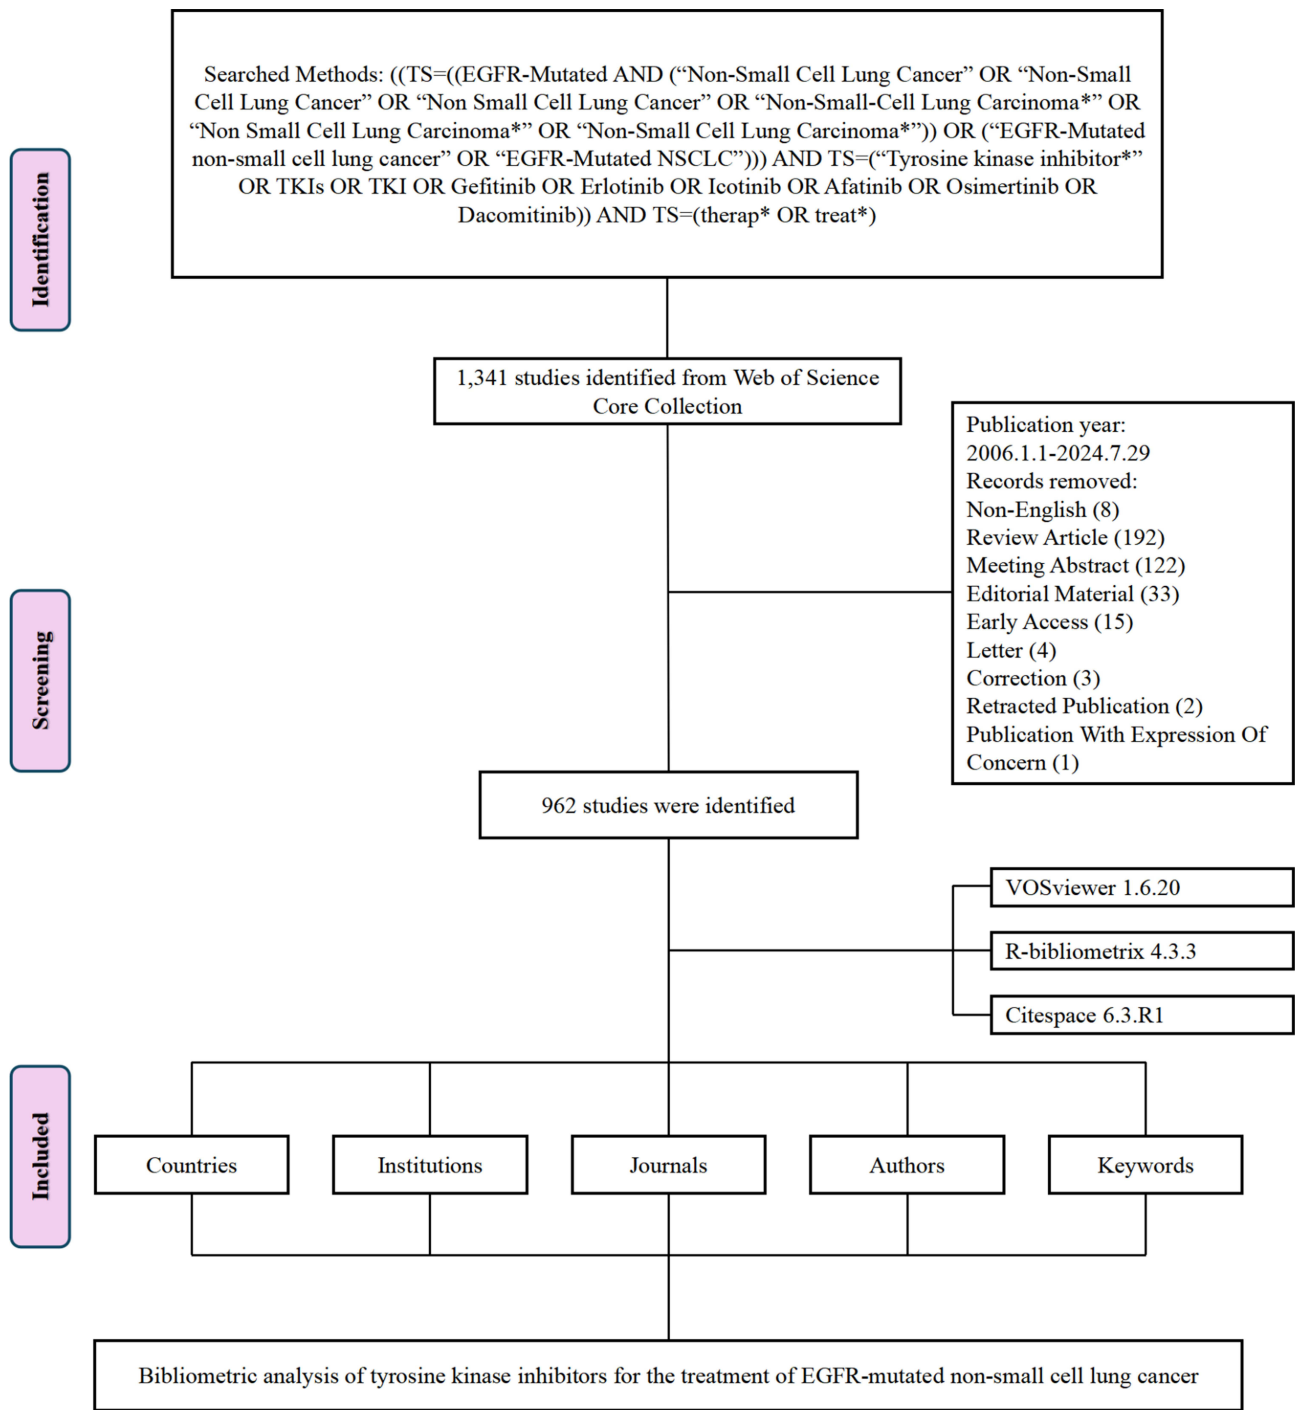 Searched Methods: ((TS=((EGFR-Mutated AND (“Non-Small Cell Lung Cancer” OR “Non-Small
Cell Lung Cancer” OR “Non Small Cell Lung Cancer” OR “Non-Small-Cell Lung Carcinoma*” OR
“Non Small Cell Lung Carcinoma*” OR “Non-Small Cell Lung Carcinoma*”)) OR (“EGFR-Mutated
non-small cell lung cancer” OR “EGFR-Mutated NSCLC”))) AND TS=(“Tyrosine kinase inhibitor*”
OR TKIs OR TKI OR Gefitinib OR Erlotinib OR Icotinib OR Afatinib OR Osimertinib OR
Dacomitinib)) AND TS=(therap* OR treat*)
Identification
1,341 studies identified from Web of Science
Core Collection
Publication year:
2006.1.1-2024.7.29
Records removed:
Non-English (8)
Review Article (192)
Meeting Abstract (122)
Editorial Material (33)
Early Access (15)
Letter (4)
Correction (3)
Retracted Publication (2)
Publication With Expression Of
Concern (1)
Screening
962 studies were identified
VOSviewer 1.6.20
R-bibliometrix 4.3.3
Citespace 6.3.R1
Included
Countries
Institutions
Journals
Authors
Keywords
Bibliometric analysis of tyrosine kinase inhibitors for the treatment of EGFR-mutated non-small cell lung cancer